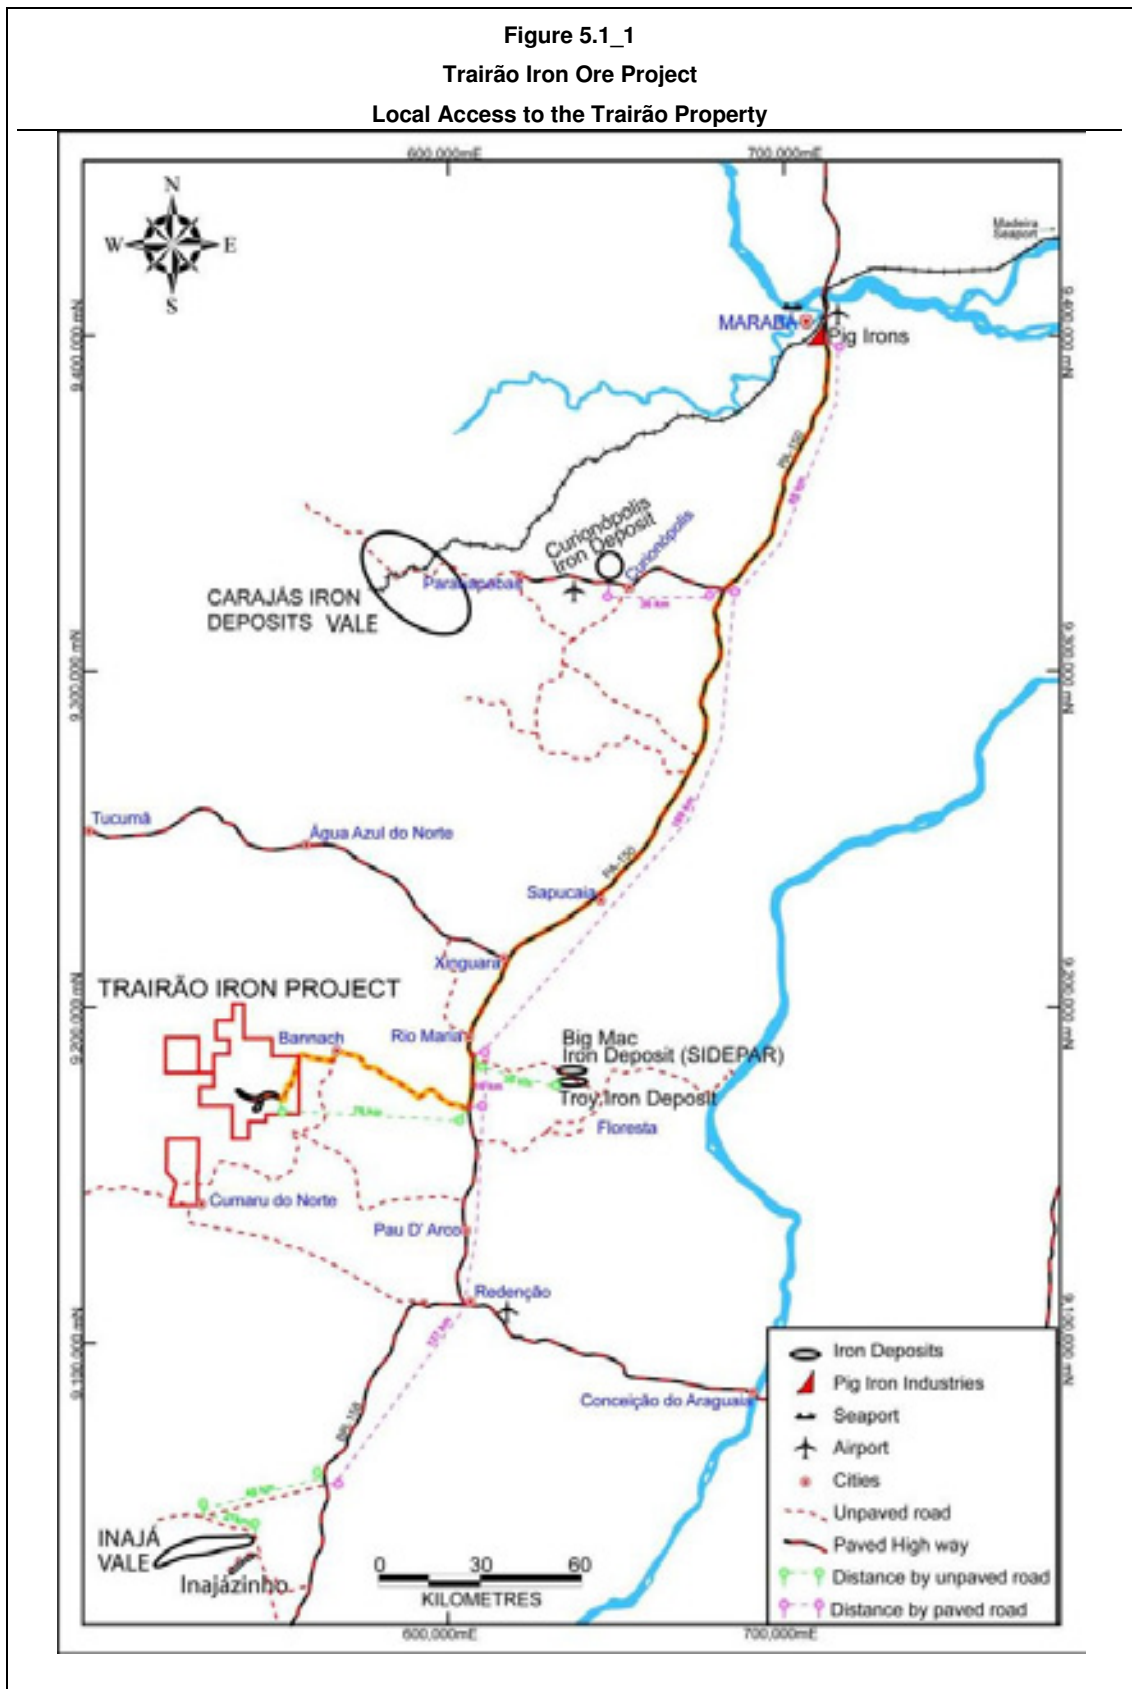 Figure 5.1_1
Trairão Iron Ore Project
Local Access to the Trairão Property
600,000mE
700,000mE
N
W
E
S
Madeira
Seaport
9,400,000 mN
9,400,000 mN
MARABÁ
Pig Irons
PA-150
Curionópolis
Iron Deposit
Curionópolis
CARAJÁS IRON
DEPOSITS VALE
36 km
9,300,000 mN
9,300,000 mN
Tucumã
Água Azul do Norte
PA-150
Sapucaia
Xinguara
9,200,000 mN
9,200,000 mN
TRAIRÃO IRON PROJECT
Bannach
Rio Maria
Big Mac
Iron Deposit (SIDEPAR)
Troy Iron Deposit
Floresta
Cumaru do Norte
Pau D' Arco
Redenção
9,100,000 mN
9,100,000 mN
Conceição do Araguaia
INAJÁ
VALE
Inajázinho
0 30 60
KILOMETRES
Iron Deposits
Pig Iron Industries
Seaport
Airport
Cities
Unpaved road
Paved High way
Distance by unpaved road
Distance by paved road
600,000mE
700,000mE